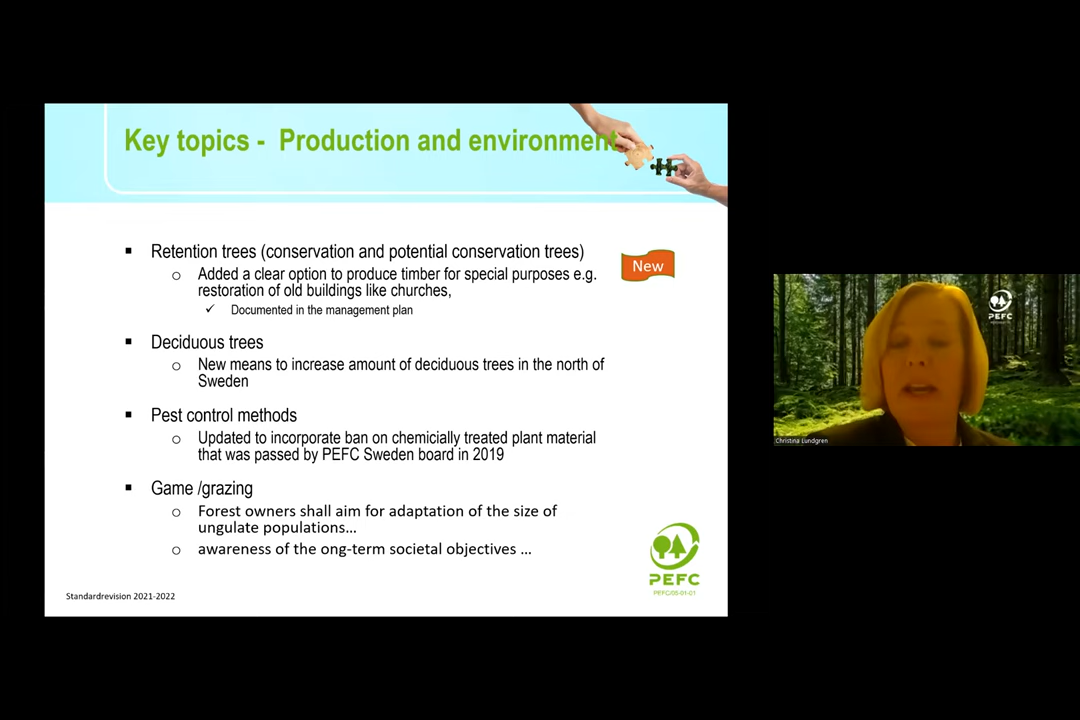 Key topics -  Production and environment
▪ Retention trees (conservation and potential conservation trees)
o Added a clear option to produce timber for special purposes e.g.
restoration of old buildings like churches,
✓ Documented in the management plan
New
▪ Deciduous trees
o New means to increase amount of deciduous trees in the north of
Sweden
▪ Pest control methods
o Updated to incorporate ban on chemicially treated plant material
that was passed by PEFC Sweden board in 2019
▪ Game /grazing
o Forest owners shall aim for adaptation of the size of
ungulate populations...
o awareness of the ong-term societal objectives ...
PEFC
PEFC/05-01-01
Standardrevision 2021-2022
PEFC
Christina Lundgren